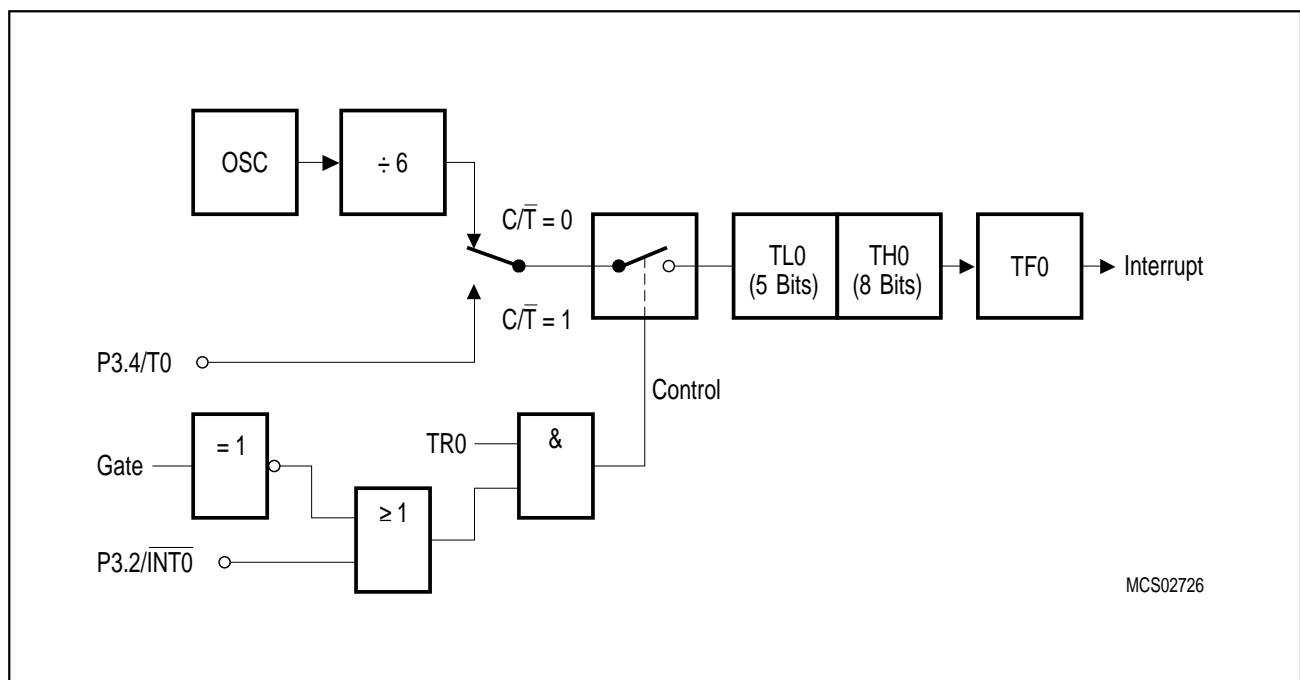 OSC
÷ 6
C/T̅ = 0
C/T̅ = 1
TL0
(5 Bits)
TH0
(8 Bits)
TF0
Interrupt
P3.4/T0
Control
Gate
= 1
TR0
&
≥ 1
P3.2/I̅N̅T̅0̅
MCS02726